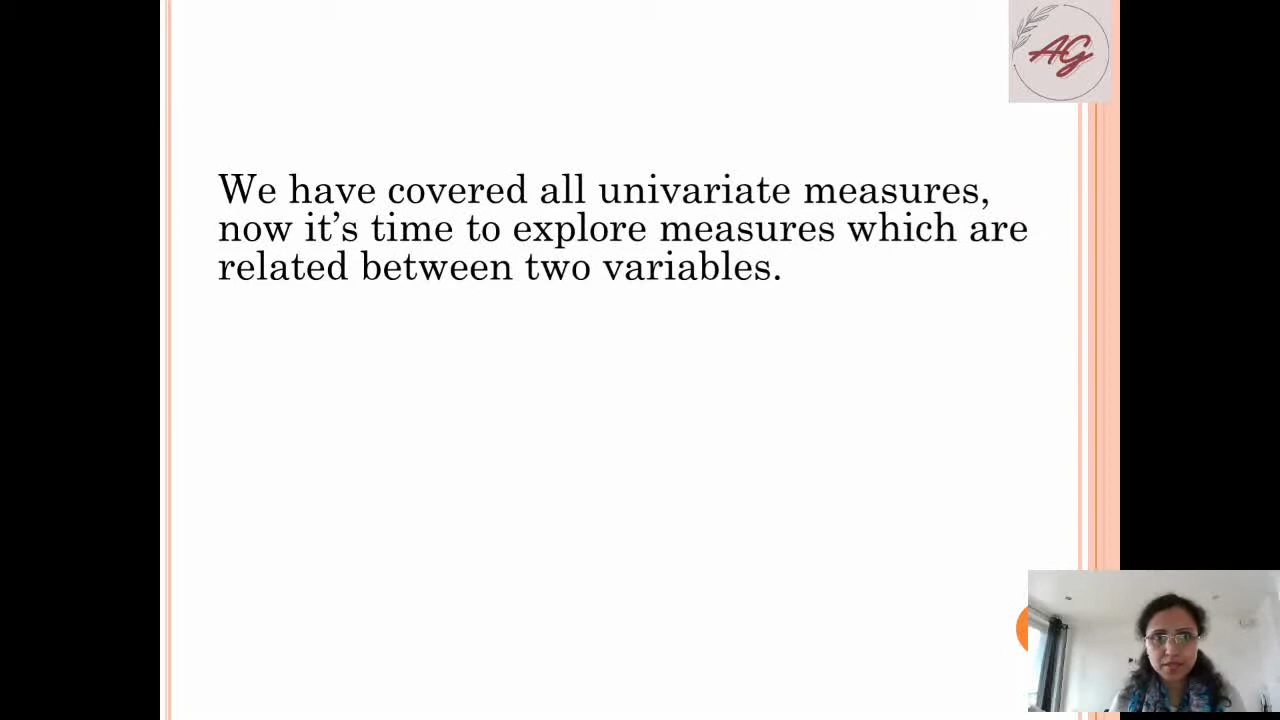 AG
We have covered all univariate measures,
now it’s time to explore measures which are
related between two variables.